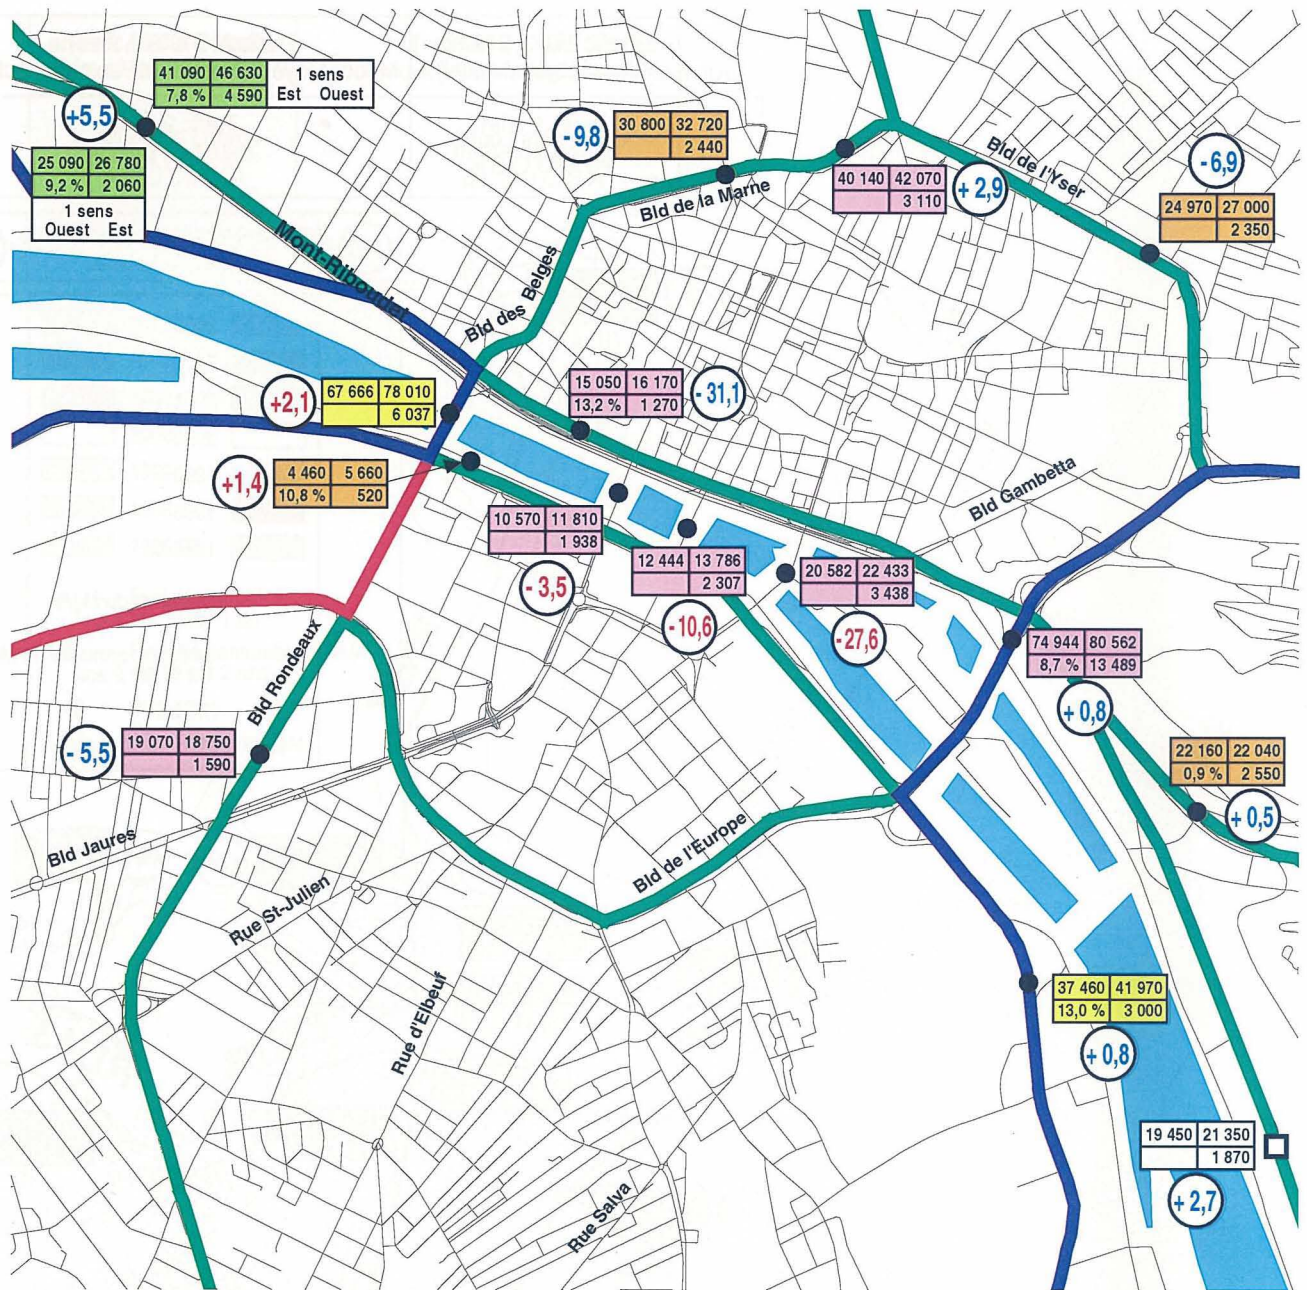 41 090 46 630 1 sens
7,8 % 4 590 Est Ouest
+5,5
25 090 26 780
9,2 % 2 060
1 sens
Ouest Est
- 9,8
30 800 32 720
2 440
Bld de la Marne
40 140 42 070
3 110
+ 2,9
Bld de l'Yser
- 6,9
24 970 27 000
2 350
Mont-Riboudet
Bld des Belges
+2,1
67 666 78 010
6 037
15 050 16 170
13,2 % 1 270
- 31,1
+1,4
4 460 5 660
10,8 % 520
Bld Gambetta
10 570 11 810
1 938
- 3,5
12 444 13 786
2 307
-10,6
20 582 22 433
3 438
-27,6
74 944 80 562
8,7 % 13 489
+ 0,8
Bld Rondeaux
- 5,5
19 070 18 750
1 590
22 160 22 040
0,9 % 2 550
+ 0,5
Bld Jaures
Bld de l'Europe
Rue St-Julien
Rue d'Elbeuf
37 460 41 970
13,0 % 3 000
+ 0,8
19 450 21 350
1 870
+ 2,7
Rue Salva